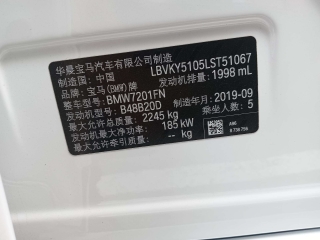 华晨宝马汽车有限公司制造
制造国：中国 LBVKY5105LST51067
品牌：宝马(BMW)牌 发动机排量：1998 mL
整车型号：BMW7201FN
发动机型号：B48B20D 制造年月：2019-09
最大允许总质量：2245 kg 乘坐人数：5
发动机最大净功率：185 kW
最大允许牵引质量：-- kg